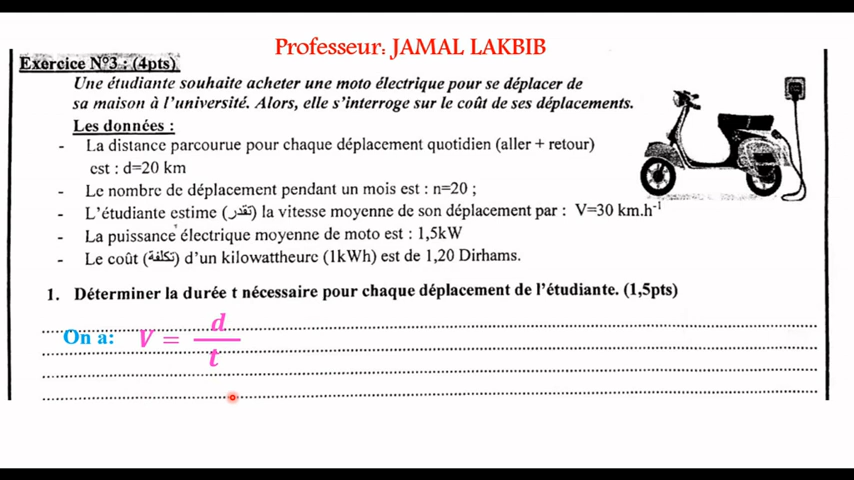 Professeur: JAMAL LAKBIB
Exercice N°3 : (4pts)
Une étudiante souhaite acheter une moto électrique pour se déplacer de
sa maison à l'université. Alors, elle s'interroge sur le coût de ses déplacements.
Les données :
- La distance parcourue pour chaque déplacement quotidien (aller + retour)
est : d=20 km
- Le nombre de déplacement pendant un mois est : n=20 ;
- L'étudiante estime (تقدر) la vitesse moyenne de son déplacement par : V=30 km.h⁻¹
- La puissance électrique moyenne de moto est : 1,5kW
- Le coût (تكلفة) d'un kilowattheure (1kWh) est de 1,20 Dirhams.
1. Déterminer la durée t nécessaire pour chaque déplacement de l'étudiante. (1,5pts)
On a: V = d / t